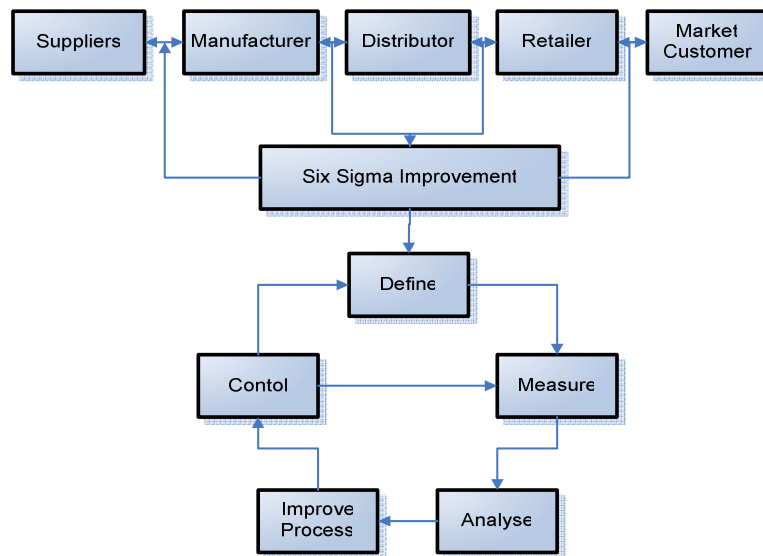 Suppliers
Manufacturer
Distributor
Retailer
Market
Customer
Six Sigma Improvement
Define
Contol
Measure
Improve
Process
Analyse